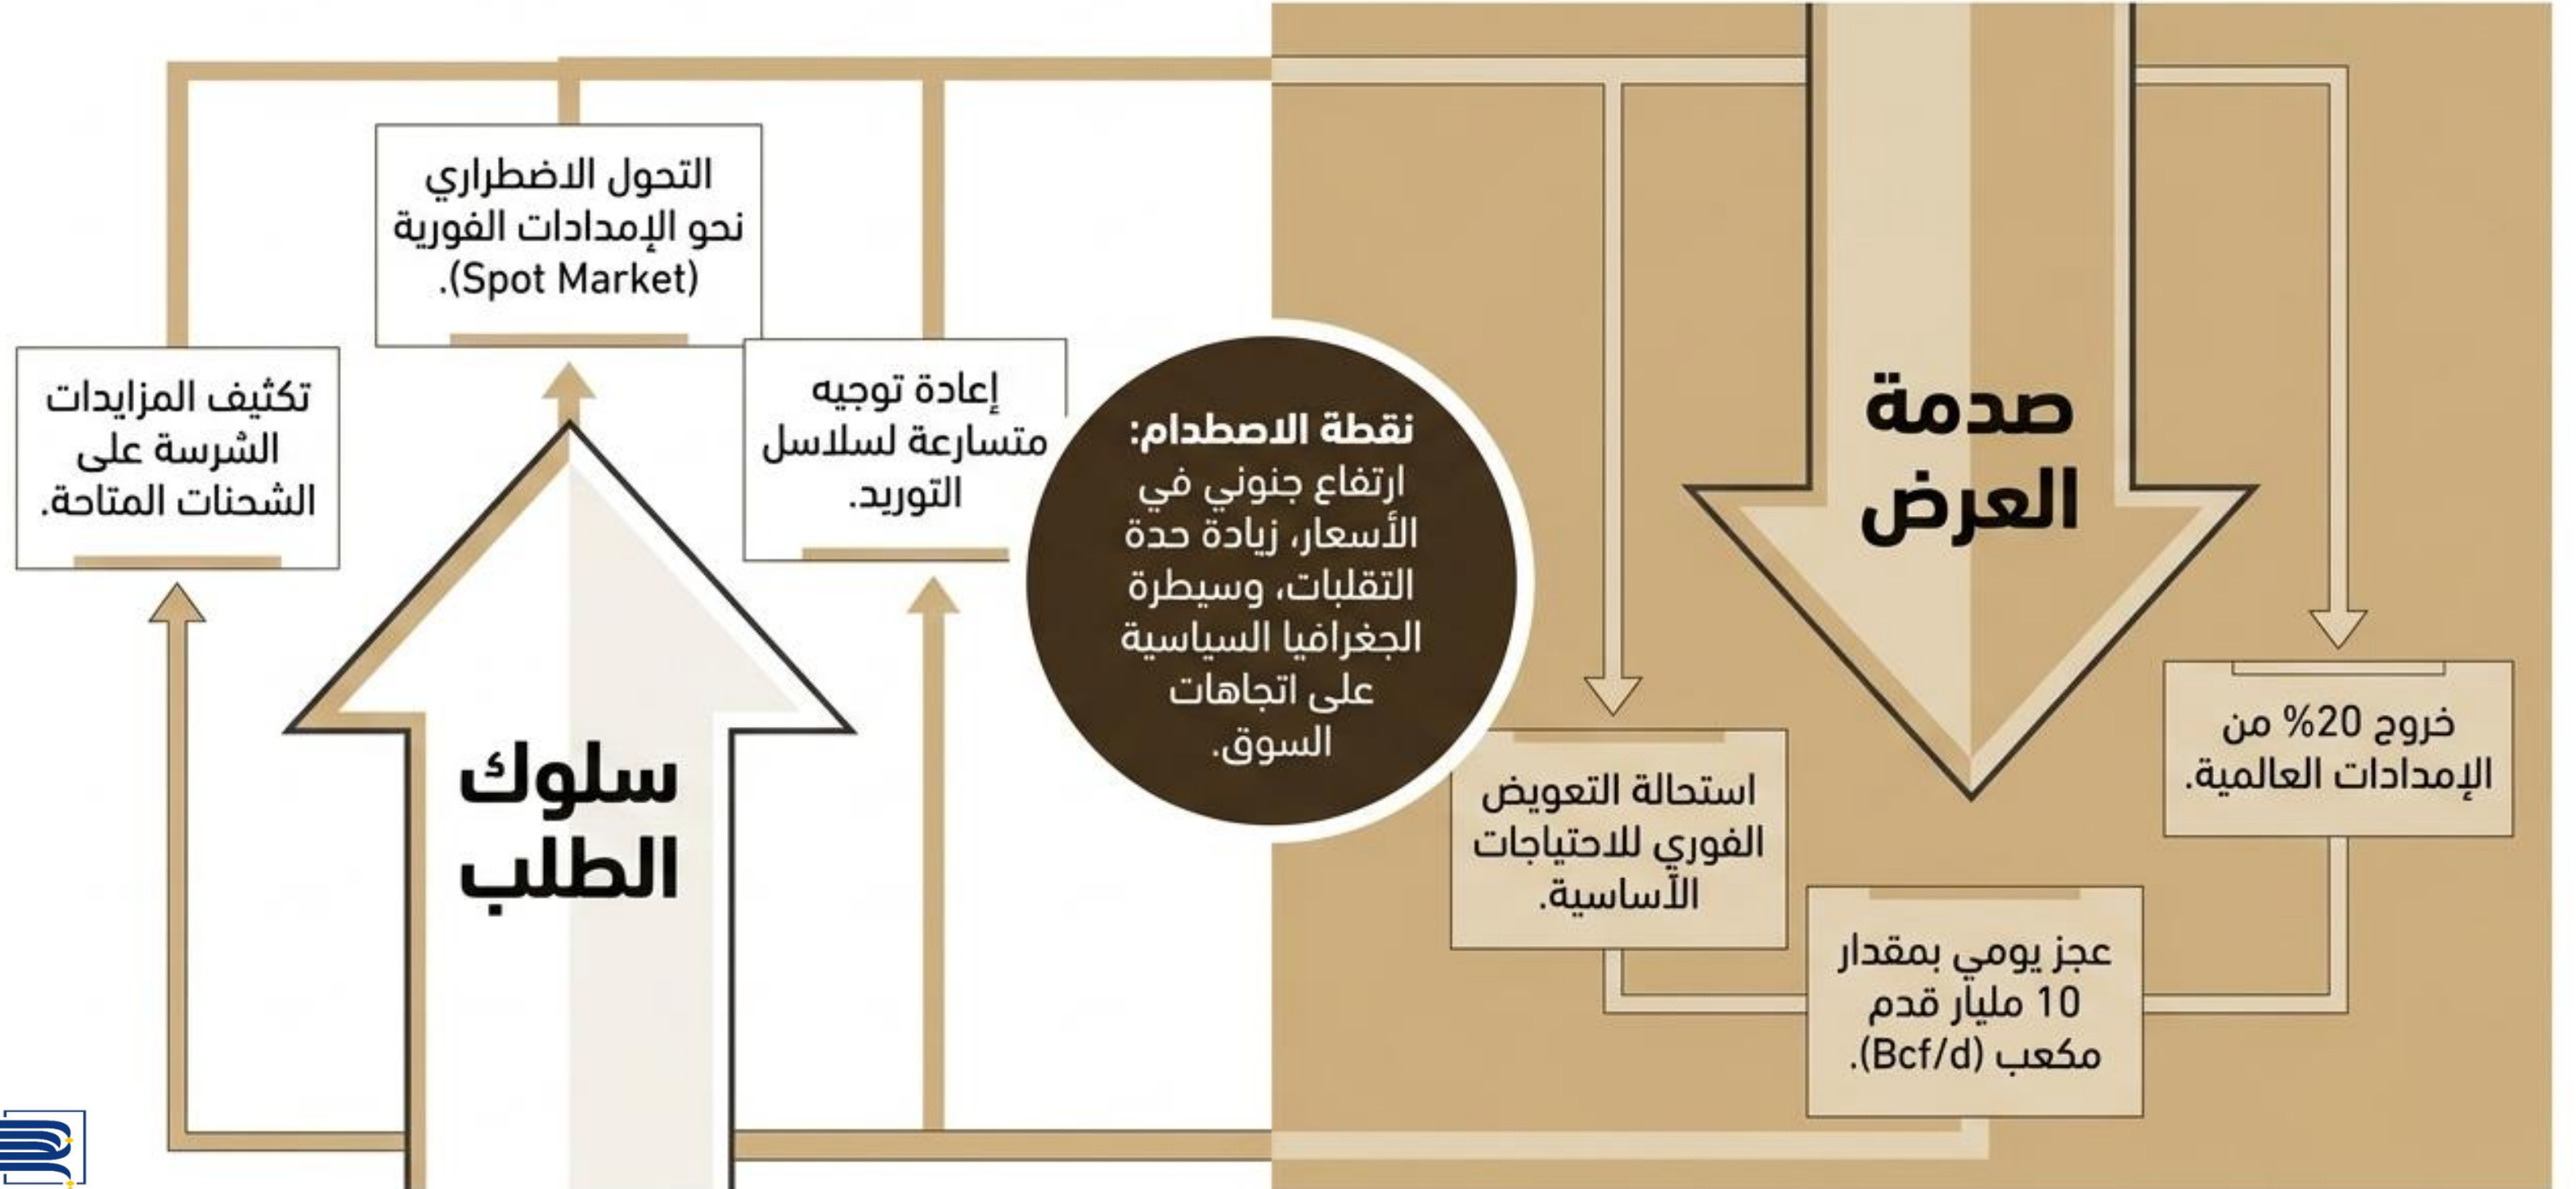 صدمة
العرض
خروج 20% من
الإمدادات العالمية.
عجز يومي بمقدار
10 مليار قدم
مكعب (Bcf/d).
استحالة التعويض
الفوري للاحتياجات
الأساسية.
نقطة الاصطدام:
ارتفاع جنوني في
الأسعار، زيادة حدة
التقلبات، وسيطرة
الجغرافيا السياسية
على اتجاهات
السوق.
سلوك
الطلب
التحول الاضطراري
نحو الإمدادات الفورية
(Spot Market).
إعادة توجيه
متسارعة لسلاسل
التوريد.
تكثيف المزايدات
الشرسة على
الشحنات المتاحة.